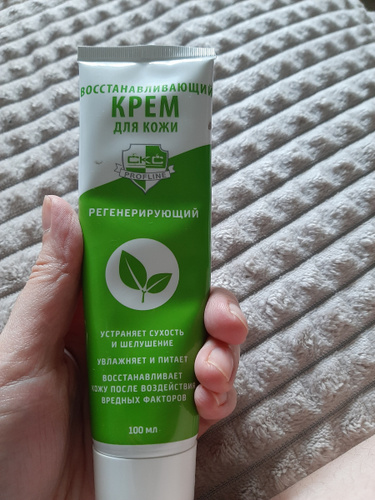 ВОССТАНАВЛИВАЮЩИЙ
КРЕМ
ДЛЯ КОЖИ
СКС
PROFLINE
РЕГЕНЕРИРУЮЩИЙ
УСТРАНЯЕТ СУХОСТЬ
И ШЕЛУШЕНИЕ
УВЛАЖНЯЕТ И ПИТАЕТ
ВОССТАНАВЛИВАЕТ
КОЖУ ПОСЛЕ ВОЗДЕЙСТВИЯ
ВРЕДНЫХ ФАКТОРОВ
100 МЛ